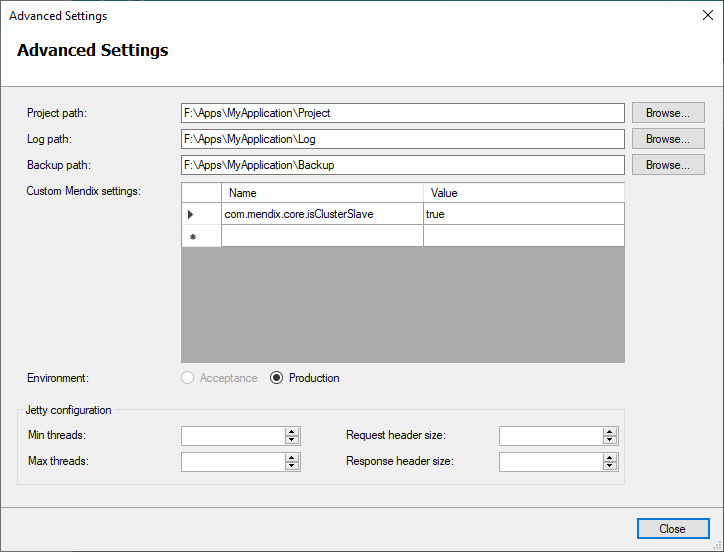 Advanced Settings
Advanced Settings
Project path: F:\Apps\MyApplication\Project Browse...
Log path: F:\Apps\MyApplication\Log Browse...
Backup path: F:\Apps\MyApplication\Backup Browse...
Custom Mendix settings: Name Value
com.mendix.core.isClusterSlave true
Environment: Acceptance Production
Jetty configuration
Min threads: Request header size:
Max threads: Response header size:
Close